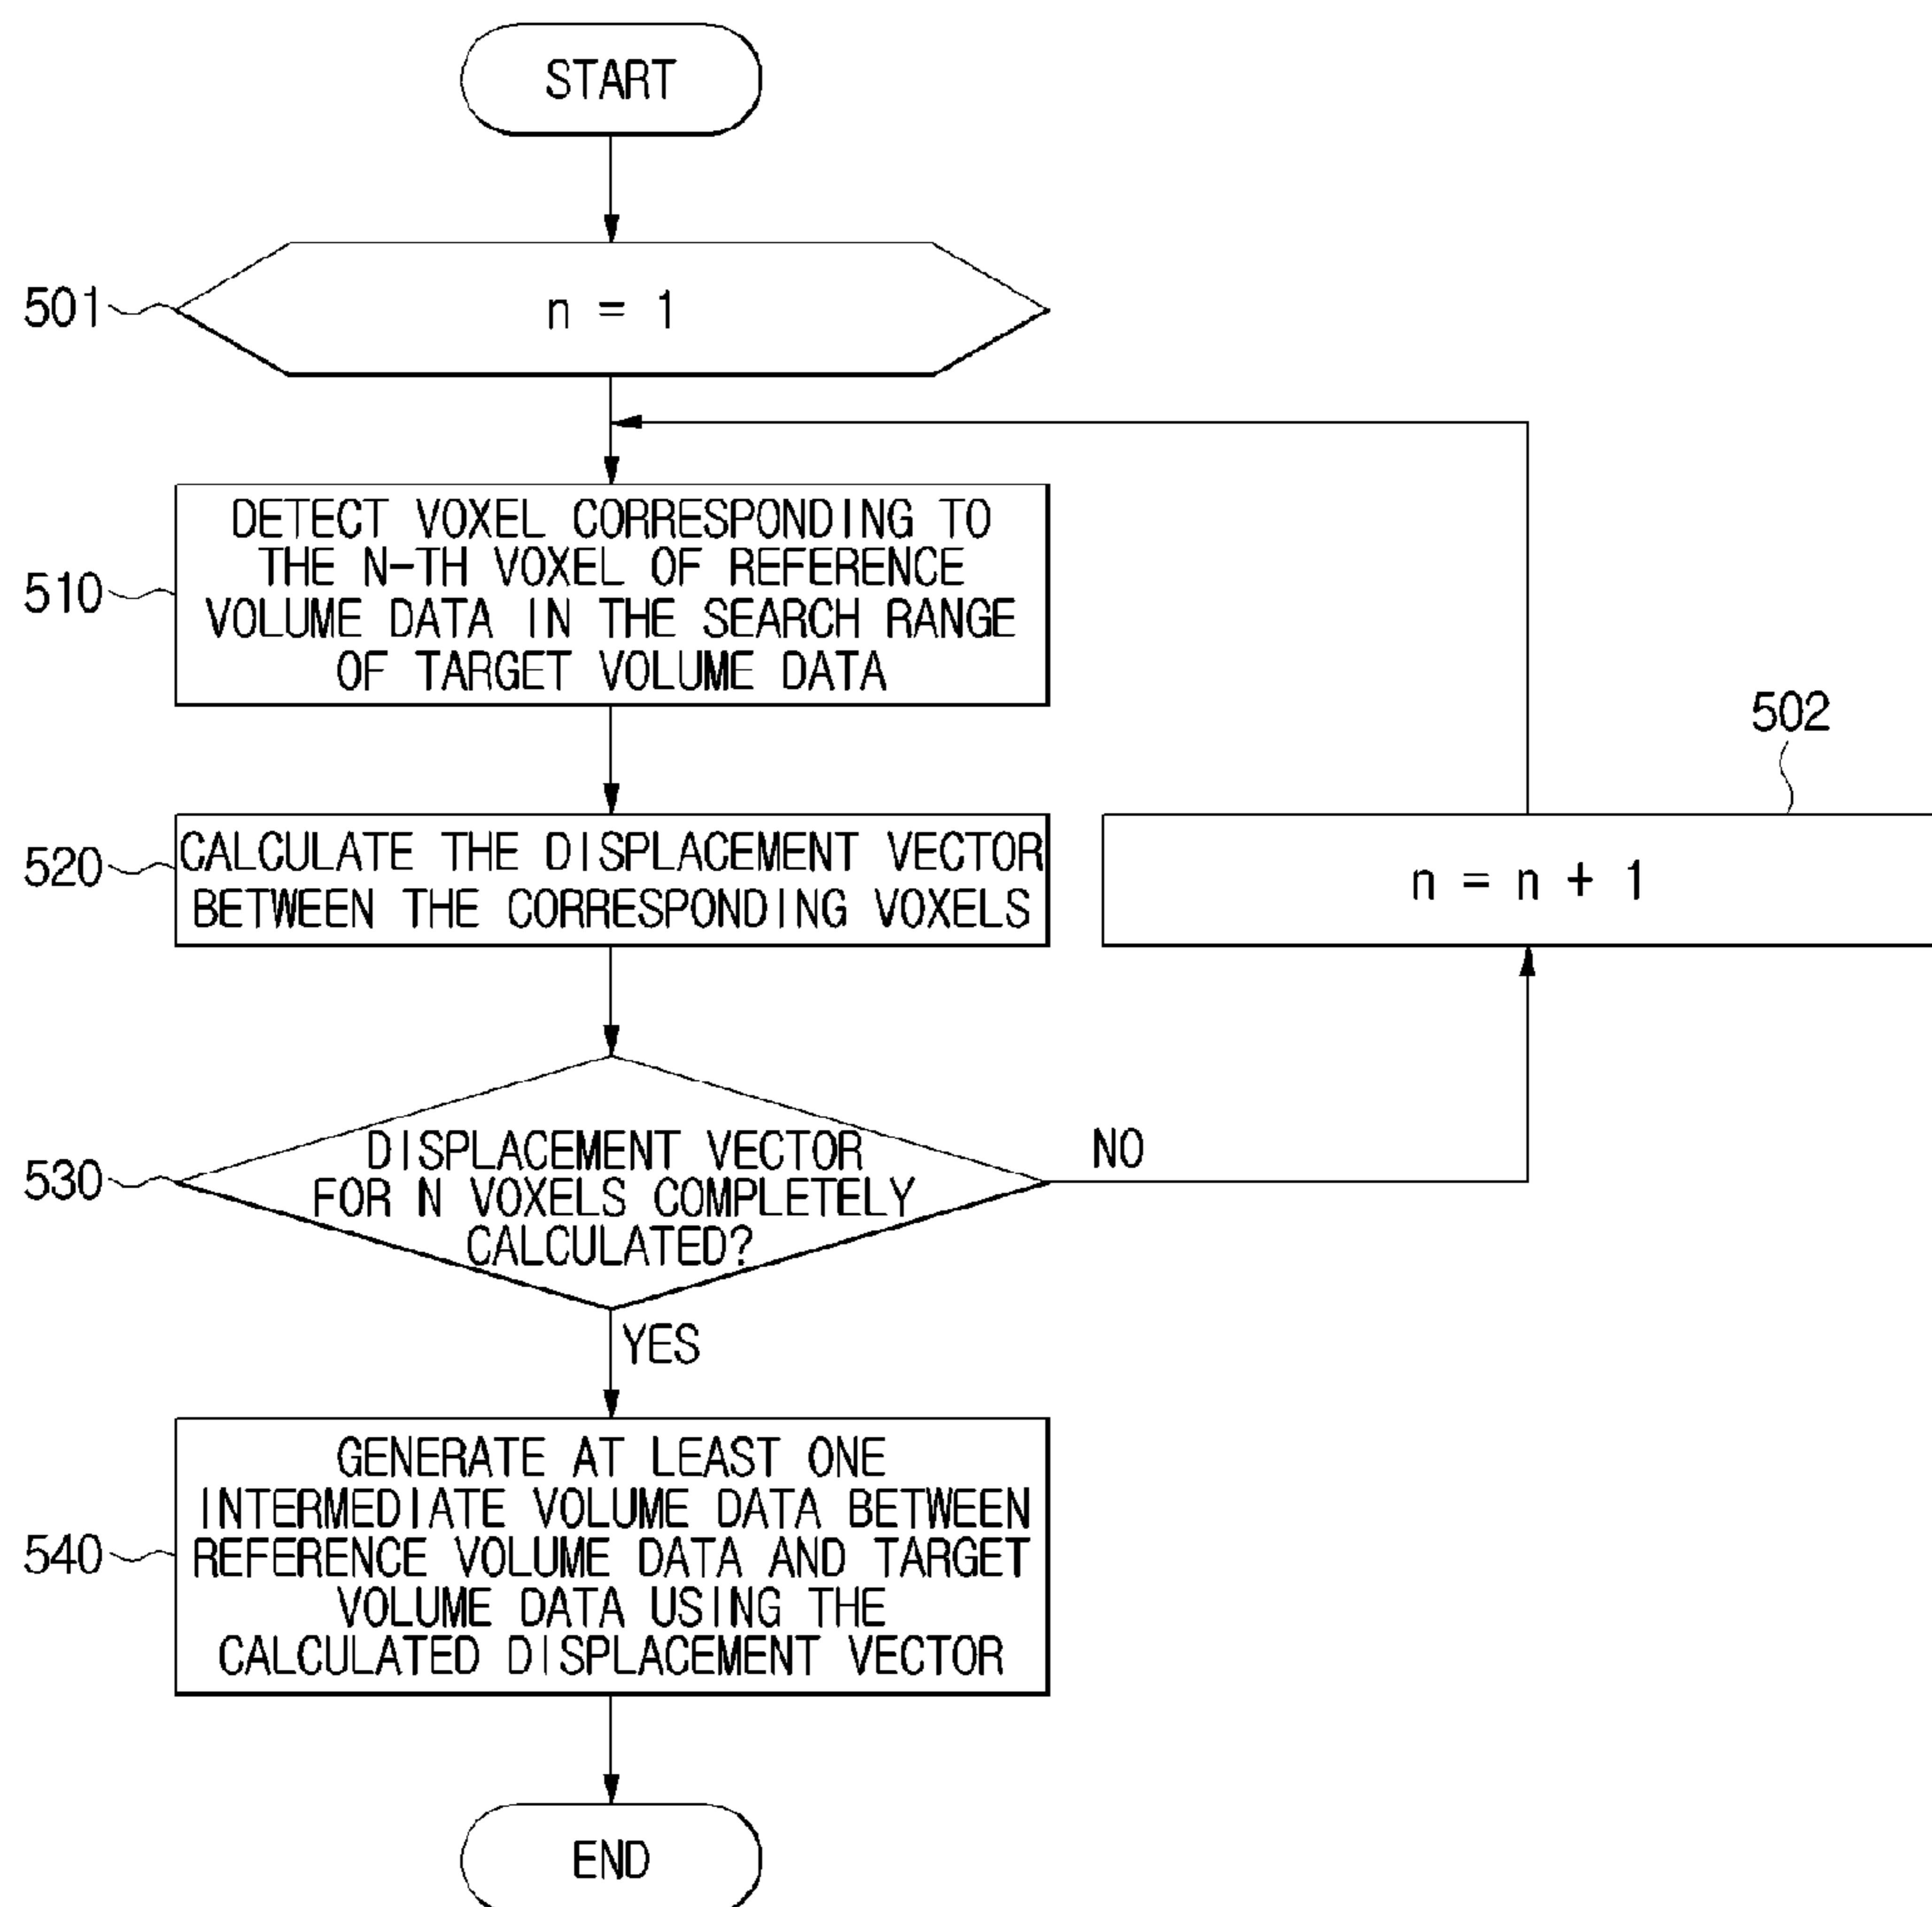 START
501
n = 1
DETECT VOXEL CORRESPONDING TO
THE N-TH VOXEL OF REFERENCE
VOLUME DATA IN THE SEARCH RANGE
OF TARGET VOLUME DATA
510
502
CALCULATE THE DISPLACEMENT VECTOR
BETWEEN THE CORRESPONDING VOXELS
520
n = n + 1
DISPLACEMENT VECTOR
FOR N VOXELS COMPLETELY
CALCULATED?
530
NO
YES
GENERATE AT LEAST ONE
INTERMEDIATE VOLUME DATA BETWEEN
REFERENCE VOLUME DATA AND TARGET
VOLUME DATA USING THE
CALCULATED DISPLACEMENT VECTOR
540
END